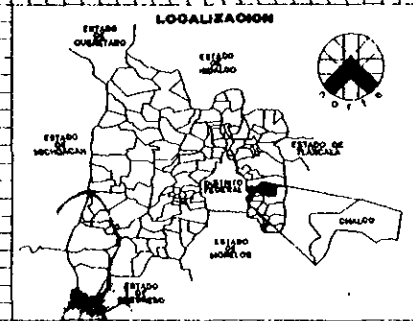 LOCALIZACION
ESTADO
DE
QUERETARO
ESTADO
DE
HIDALGO
norte
ESTADO
DE
MICHOACAN
ESTADO DE
TLAXCALA
DISTRITO
FEDERAL
CHALCO
ESTADO
DE
MORELOS
ESTADO
DE
GUERRERO